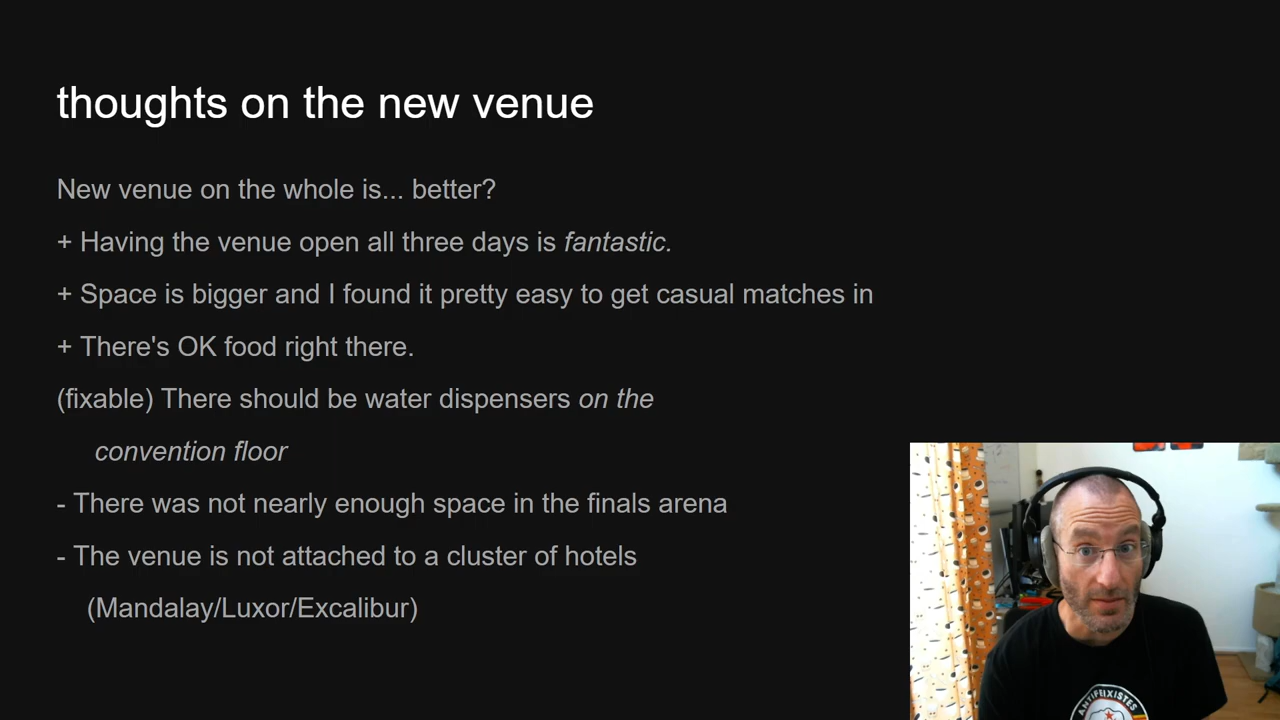 thoughts on the new venue
New venue on the whole is... better?
+ Having the venue open all three days is fantastic.
+ Space is bigger and I found it pretty easy to get casual matches in
+ There's OK food right there.
(fixable) There should be water dispensers on the
convention floor
- There was not nearly enough space in the finals arena
- The venue is not attached to a cluster of hotels
(Mandalay/Luxor/Excalibur)
ANTIFEIXISTES